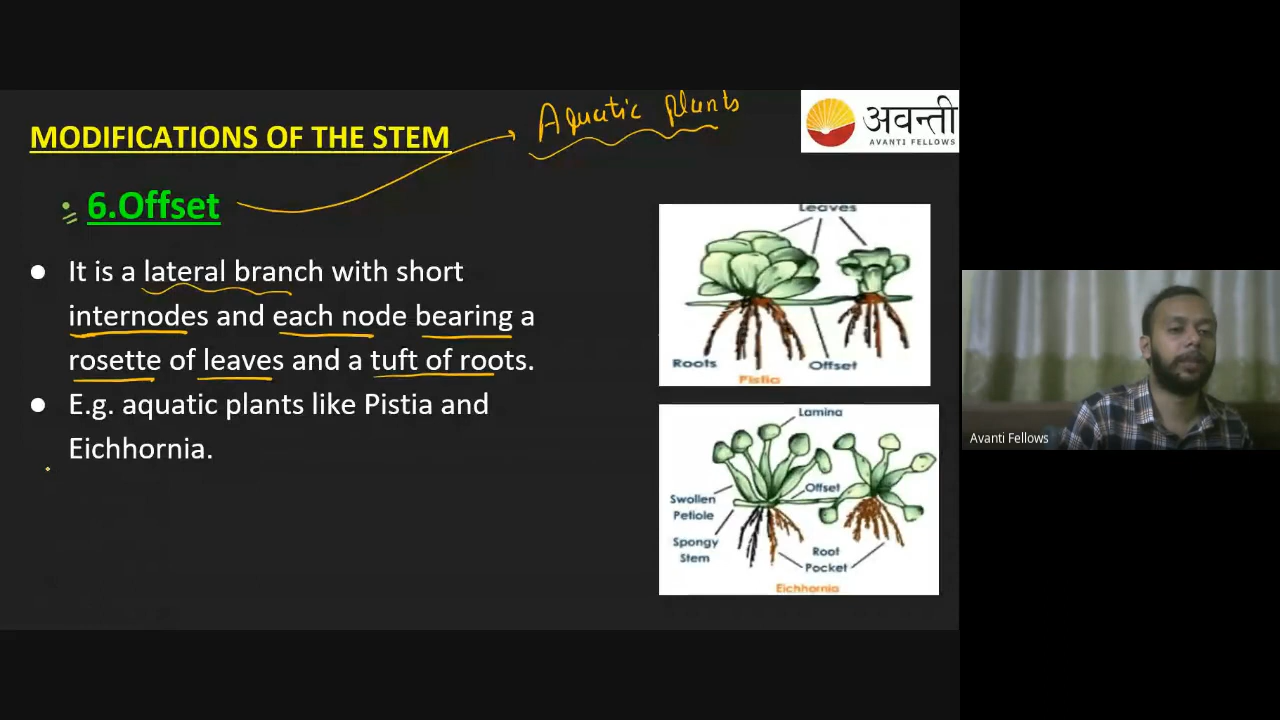 Aquatic Plants
MODIFICATIONS OF THE STEM
अवन्ती
AVANTI FELLOWS
6.Offset
● It is a lateral branch with short
internodes and each node bearing a
rosette of leaves and a tuft of roots.
● E.g. aquatic plants like Pistia and
Eichhornia.
Leaves
Roots
Offset
Pistia
Lamina
Swollen
Petiole
Offset
Spongy
Stem
Root
Pocket
Eichhornia
Avanti Fellows